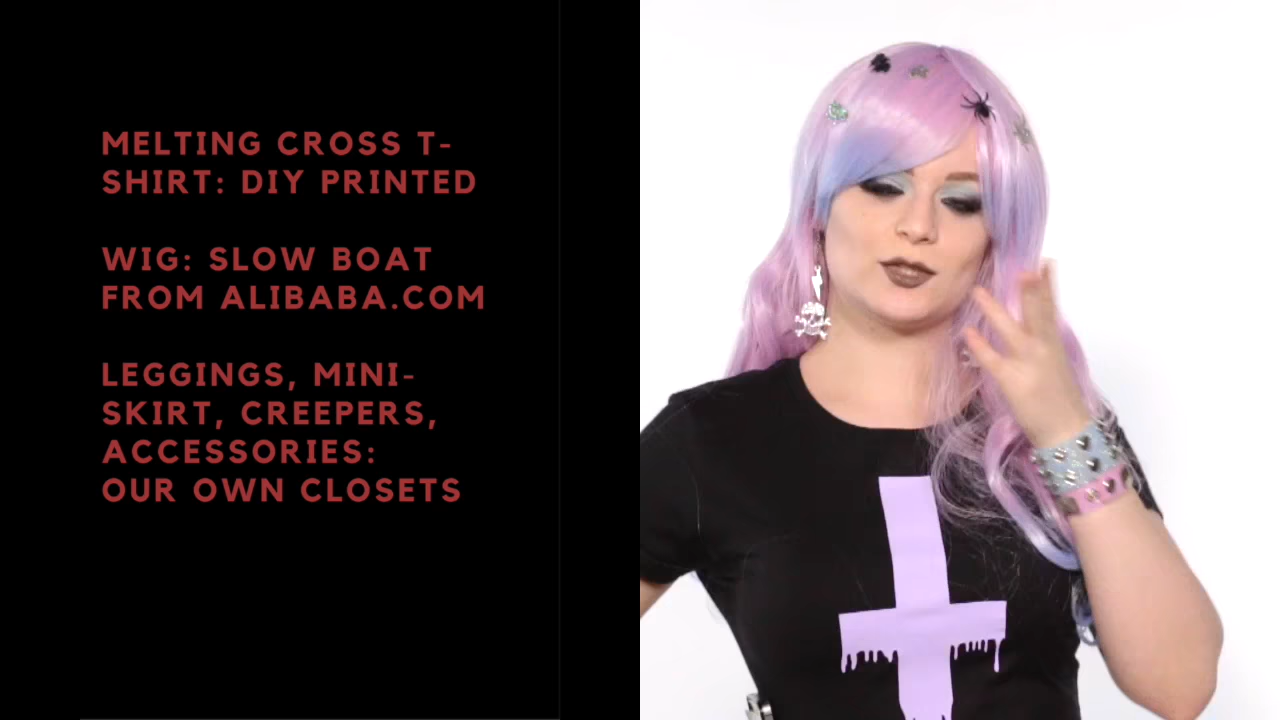 MELTING CROSS T-
SHIRT: DIY PRINTED
WIG: SLOW BOAT
FROM ALIBABA.COM
LEGGINGS, MINI-
SKIRT, CREEPERS,
ACCESSORIES:
OUR OWN CLOSETS